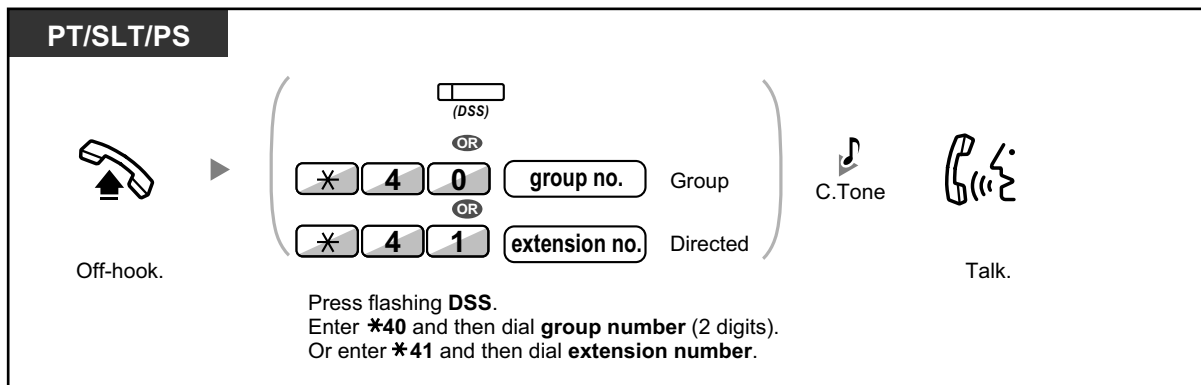 PT/SLT/PS
(DSS)
OR
* 4 0 group no. Group
OR
* 4 1 extension no. Directed
C.Tone
Off-hook.
Talk.
Press flashing DSS.
Enter *40 and then dial group number (2 digits).
Or enter *41 and then dial extension number.